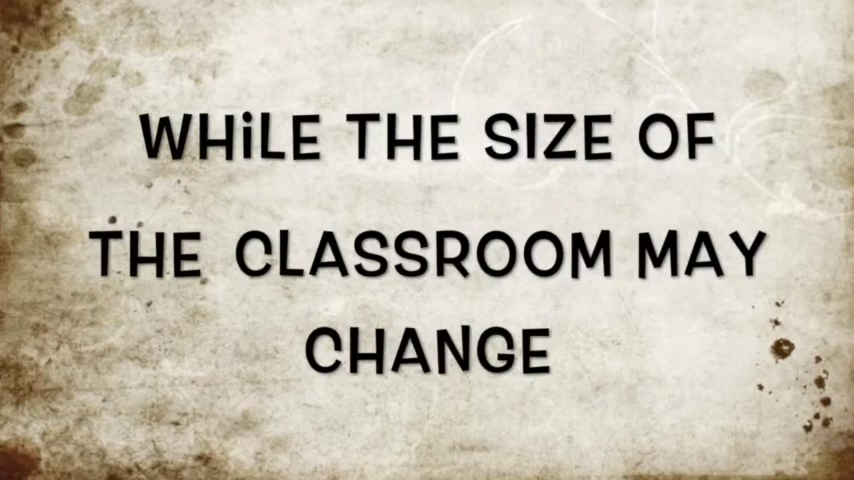 WHiLE THE SIZE OF
THE CLASSROOM MAY
CHANGE